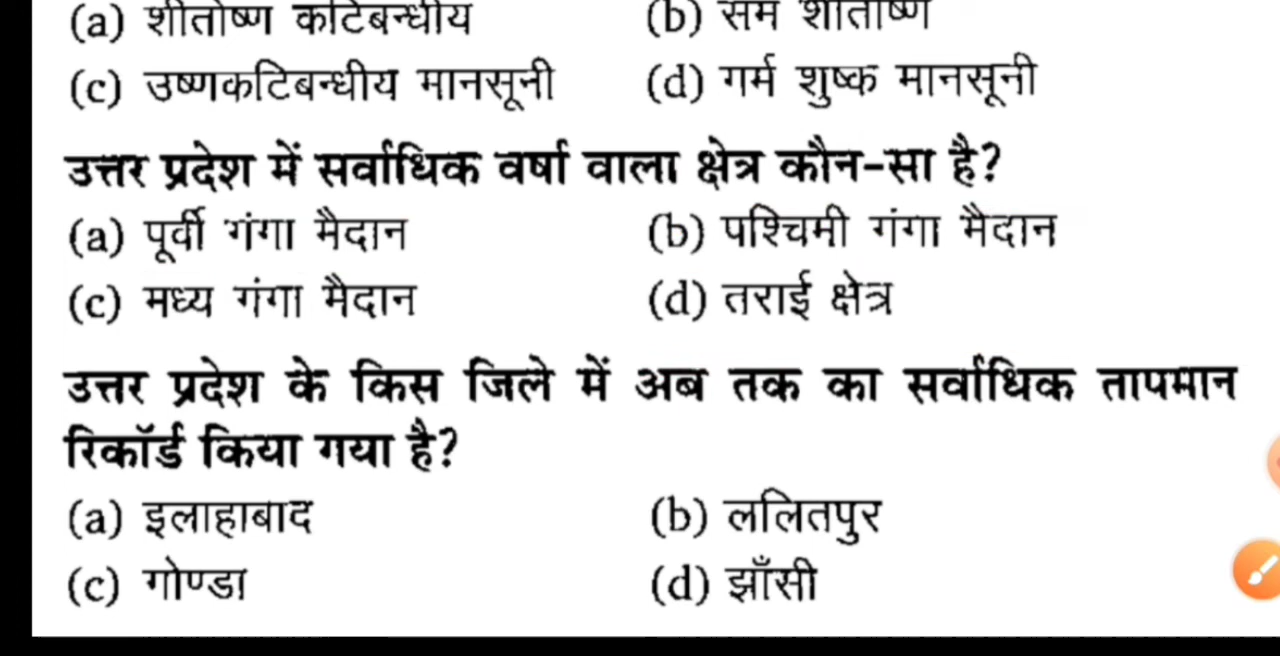 (a) शीतोष्ण कटिबन्धीय (b) सम शीतोष्ण
(c) उष्णकटिबन्धीय मानसूनी (d) गर्म शुष्क मानसूनी
उत्तर प्रदेश में सर्वाधिक वर्षा वाला क्षेत्र कौन-सा है?
(a) पूर्वी गंगा मैदान (b) पश्चिमी गंगा मैदान
(c) मध्य गंगा मैदान (d) तराई क्षेत्र
उत्तर प्रदेश के किस जिले में अब तक का सर्वाधिक तापमान
रिकॉर्ड किया गया है?
(a) इलाहाबाद (b) ललितपुर
(c) गोण्डा (d) झाँसी